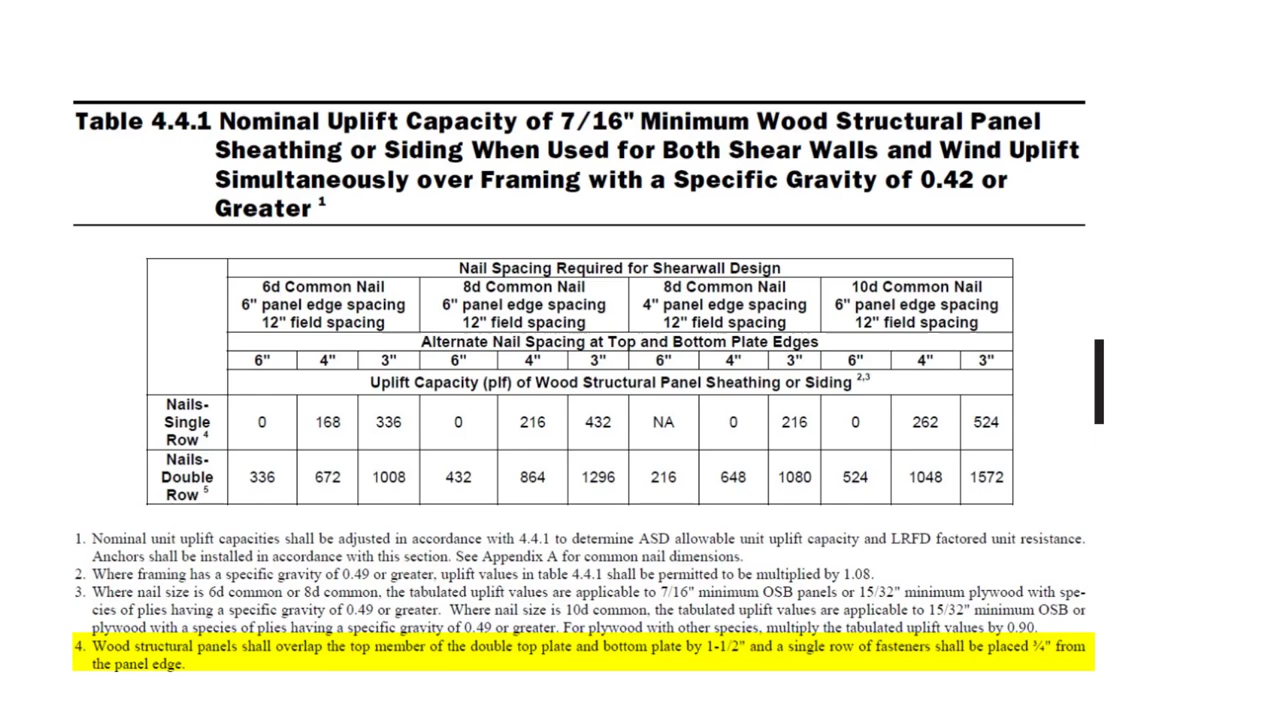 Table 4.4.1 Nominal Uplift Capacity of 7/16" Minimum Wood Structural Panel
Sheathing or Siding When Used for Both Shear Walls and Wind Uplift
Simultaneously over Framing with a Specific Gravity of 0.42 or
Greater 1
Nail Spacing Required for Shearwall Design
6d Common Nail 8d Common Nail 8d Common Nail 10d Common Nail
6" panel edge spacing 6" panel edge spacing 4" panel edge spacing 6" panel edge spacing
12" field spacing 12" field spacing 12" field spacing 12" field spacing
Alternate Nail Spacing at Top and Bottom Plate Edges
6" 4" 3" 6" 4" 3" 6" 4" 3" 6" 4" 3"
Uplift Capacity (plf) of Wood Structural Panel Sheathing or Siding 2,3
Nails-
Single 0 168 336 0 216 432 NA 0 216 0 262 524
Row 4
Nails-
Double 336 672 1008 432 864 1296 216 648 1080 524 1048 1572
Row 5
1. Nominal unit uplift capacities shall be adjusted in accordance with 4.4.1 to determine ASD allowable unit uplift capacity and LRFD factored unit resistance.
Anchors shall be installed in accordance with this section. See Appendix A for common nail dimensions.
2. Where framing has a specific gravity of 0.49 or greater, uplift values in table 4.4.1 shall be permitted to be multiplied by 1.08.
3. Where nail size is 6d common or 8d common, the tabulated uplift values are applicable to 7/16" minimum OSB panels or 15/32" minimum plywood with spe-
cies of plies having a specific gravity of 0.49 or greater. Where nail size is 10d common, the tabulated uplift values are applicable to 15/32" minimum OSB or
plywood with a species of plies having a specific gravity of 0.49 or greater. For plywood with other species, multiply the tabulated uplift values by 0.90.
4. Wood structural panels shall overlap the top member of the double top plate and bottom plate by 1-1/2" and a single row of fasteners shall be placed ¾" from
the panel edge.